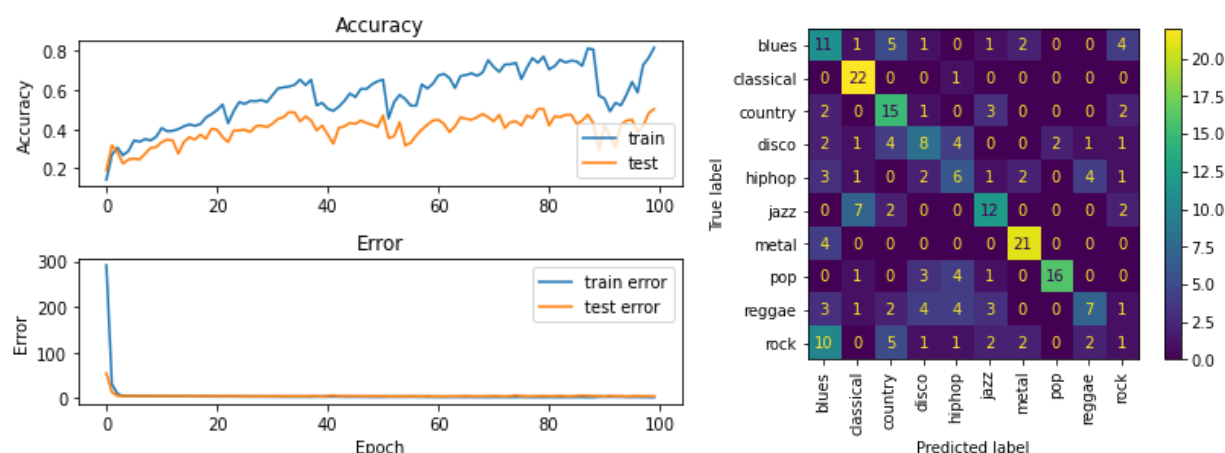 Accuracy
Accuracy
0.8
0.6
0.4
0.2
0 20 40 60 80 100
train
test
Error
Error
300
200
100
0
0 20 40 60 80 100
Epoch
train error
test error
True label
blues 11 1 5 1 0 1 2 0 0 4
classical 0 22 0 0 1 0 0 0 0 0
country 2 0 15 1 0 3 0 0 0 2
disco 2 1 4 8 4 0 0 2 1 1
hiphop 3 1 0 2 6 1 2 0 4 1
jazz 0 7 2 0 0 12 0 0 0 2
metal 4 0 0 0 0 0 21 0 0 0
pop 0 1 0 3 4 1 0 16 0 0
reggae 3 1 2 4 4 3 0 0 7 1
rock 10 0 5 1 1 2 2 0 2 1
blues classical country disco hiphop jazz metal pop reggae rock
Predicted label
20.0
17.5
15.0
12.5
10.0
7.5
5.0
2.5
0.0